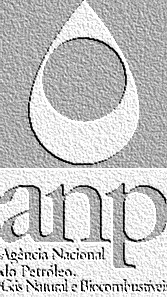 anp
Agência Nacional
do Petróleo,
Gás Natural e Biocombustíveis